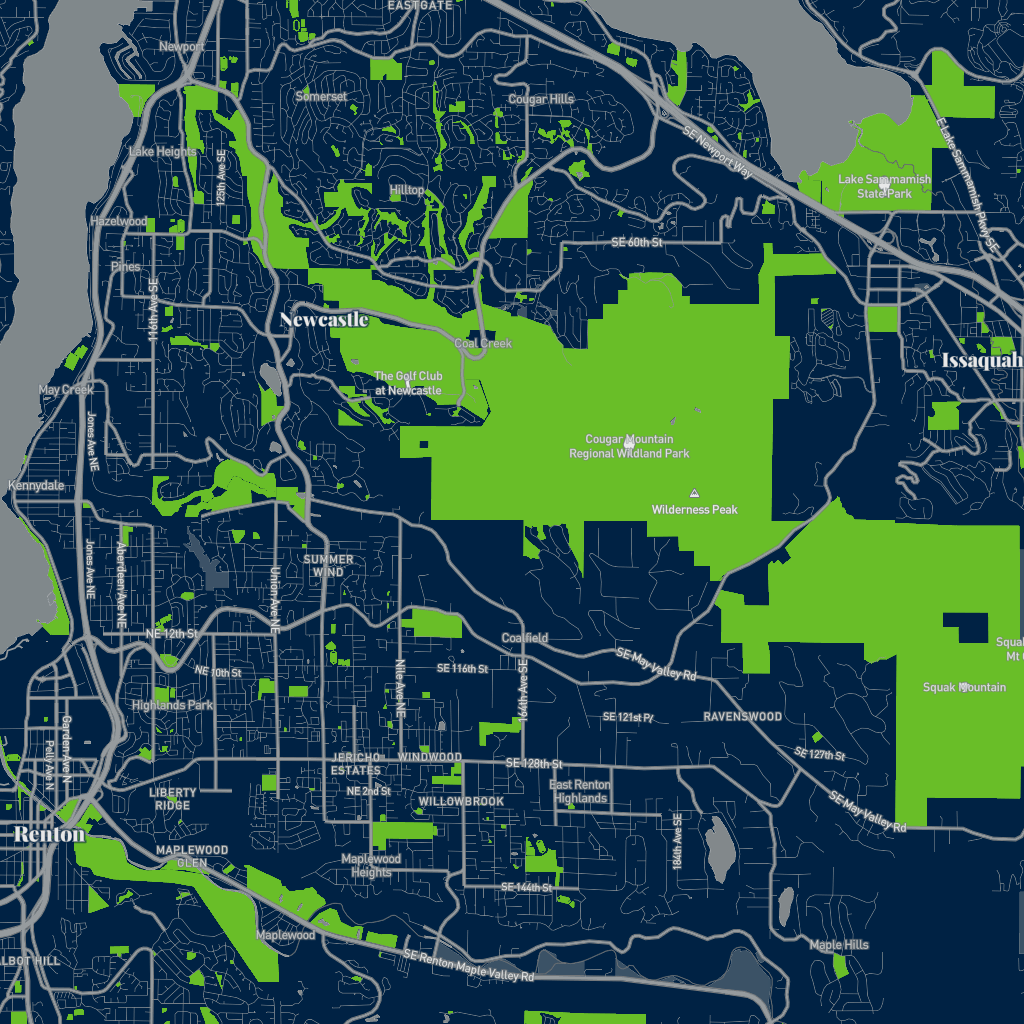 EASTGATE
Newport
Somerset
Cougar Hills
SE Newport Way
E Lake Sammamish Pkwy SE
Lake Heights
125th Ave SE
Hilltop
Lake Sammamish
State Park
Hazelwood
SE 60th St
Pines
116th Ave SE
Newcastle
Coal Creek
Issaquah
The Golf Club
at Newcastle
May Creek
Jones Ave NE
Cougar Mountain
Regional Wildland Park
Kennydale
Wilderness Peak
Jones Ave NE
Aberdeen Ave NE
Union Ave NE
SUMMER
WIND
NE 12th St
Coalfield
NE 10th St
Nile Ave NE
SE 116th St
164th Ave SE
SE May Valley Rd
Squak Mountain
Highlands Park
SE 121st Pl
RAVENSWOOD
Garden Ave N
Pelly Ave N
JERICHO
ESTATES
WINDWOOD
SE 128th St
SE 127th St
LIBERTY
RIDGE
NE 2nd St
WILLOWBROOK
East Renton
Highlands
SE May Valley Rd
Renton
MAPLEWOOD
GLEN
Maplewood
Heights
184th Ave SE
SE 144th St
Maplewood
Maple Hills
ALBOT HILL
SE Renton Maple Valley Rd